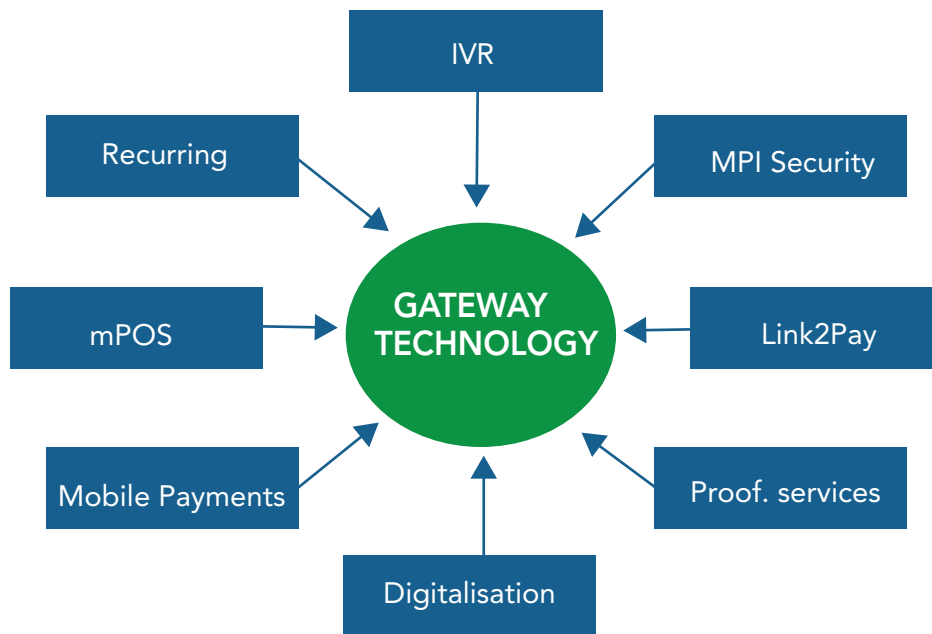 IVR
Recurring
MPI Security
GATEWAY
TECHNOLOGY
mPOS
Link2Pay
Mobile Payments
Proof. services
Digitalisation